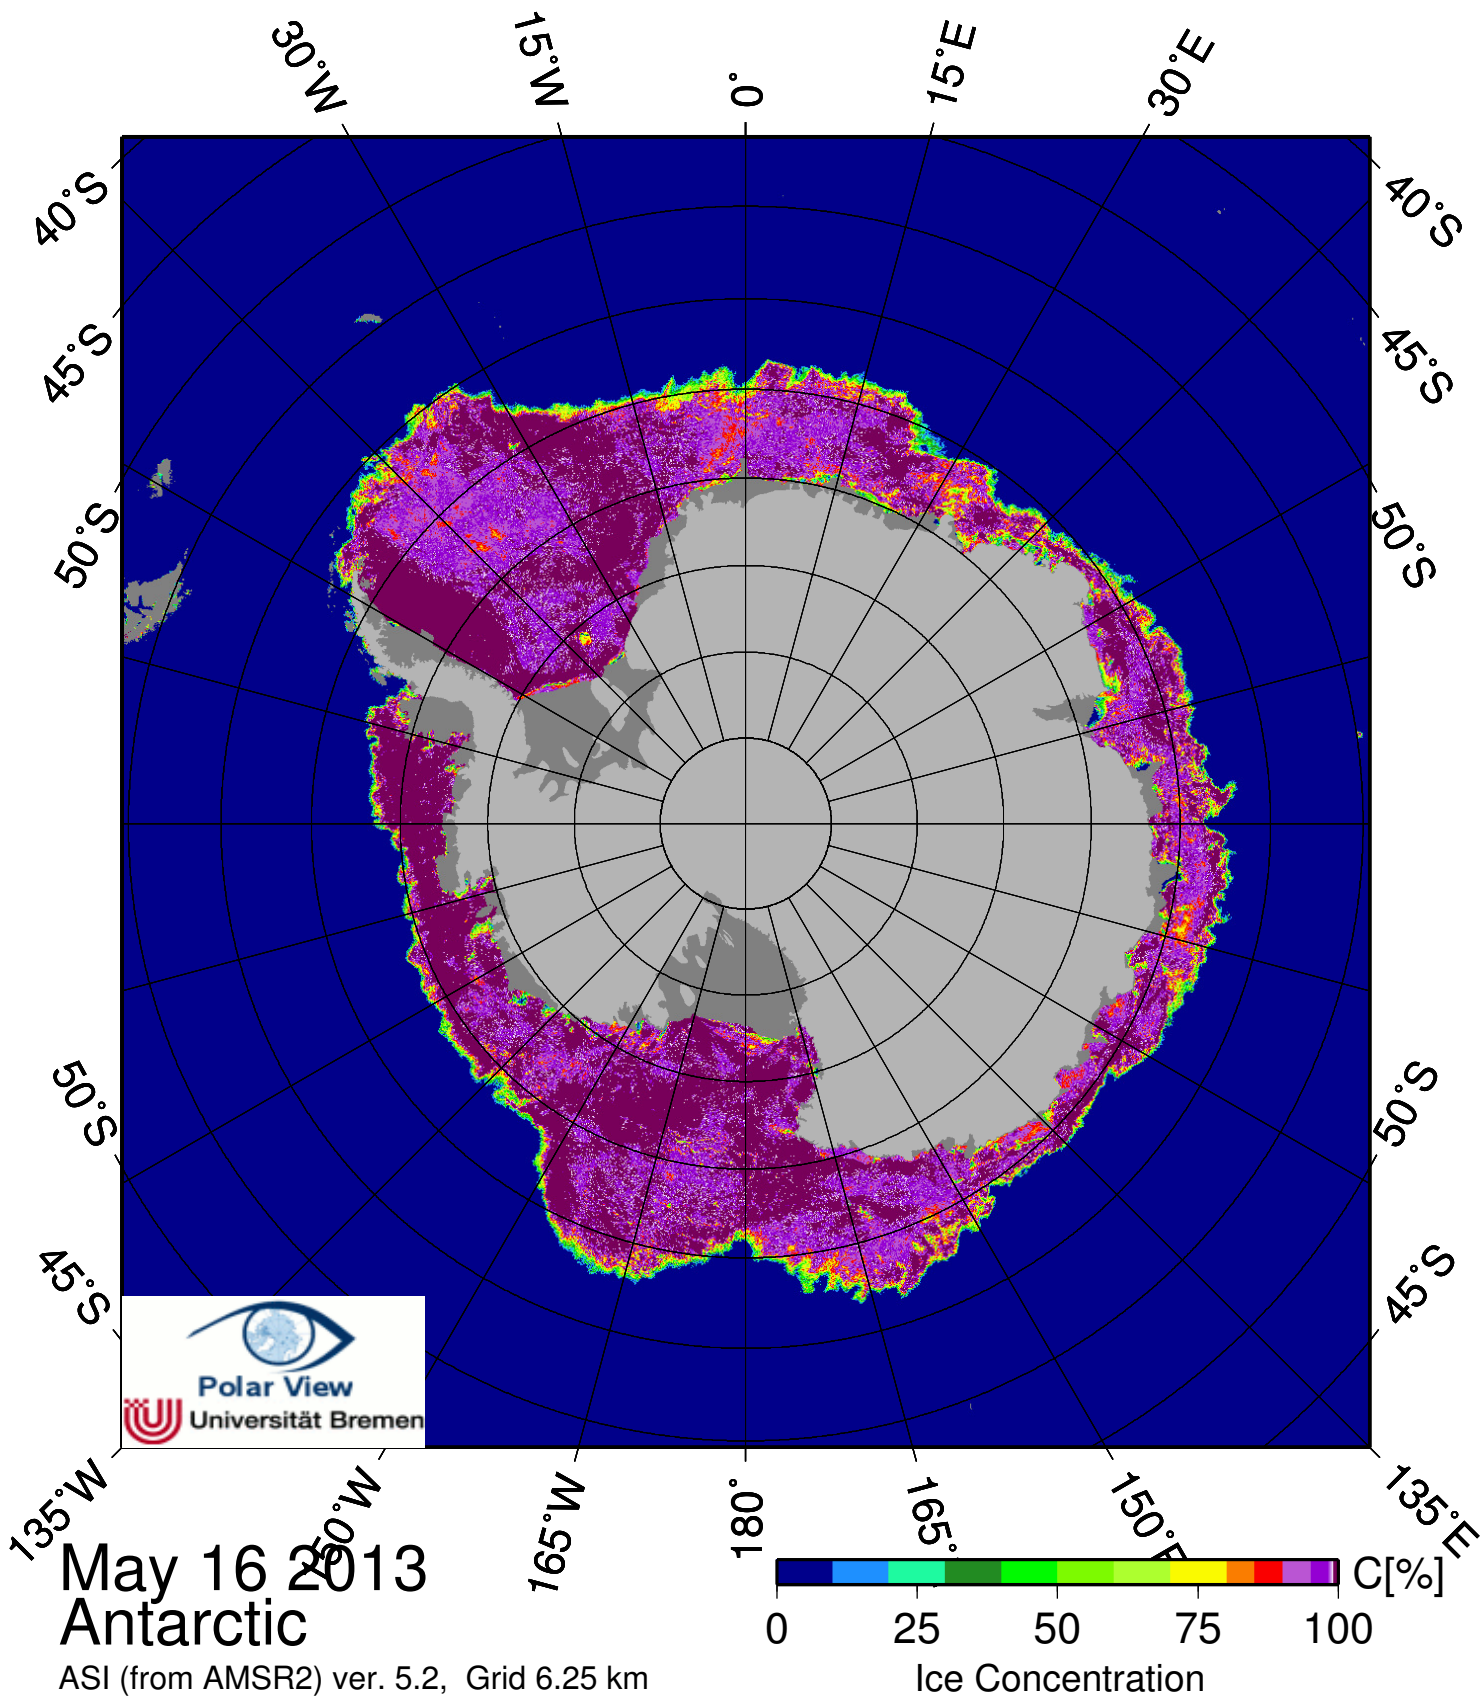 30°W 15°W 0° 15°E 30°E
40°S 40°S
45°S 45°S
50°S 50°S
50°S 50°S
45°S 45°S
Polar View
Universität Bremen
135°W 150°W 165°W 180° 165° 150°E 135°E
May 16 2013
Antarctic
ASI (from AMSR2) ver. 5.2, Grid 6.25 km
C[%]
0 25 50 75 100
Ice Concentration